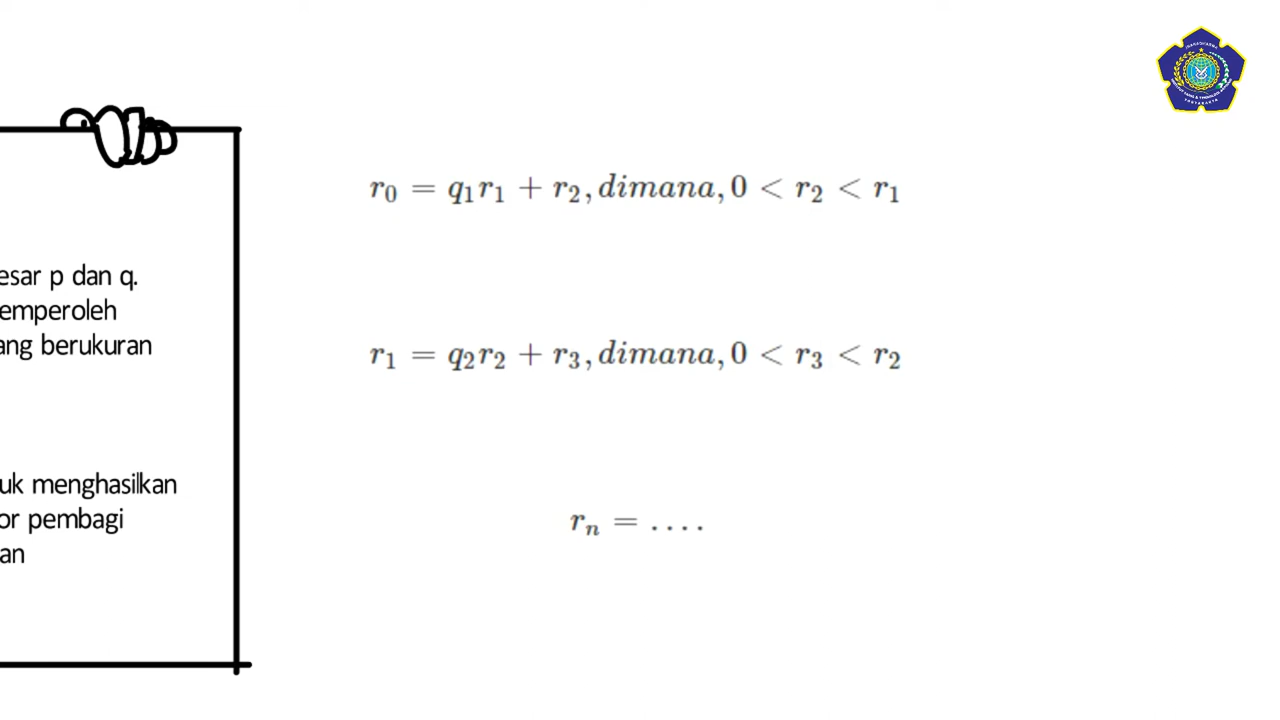 esar p dan q.
emperoleh
ang berukuran
uk menghasilkan
or pembagi
an
r₀ = q₁r₁ + r₂, dimana, 0 < r₂ < r₁
r₁ = q₂r₂ + r₃, dimana, 0 < r₃ < r₂
rₙ = ....
YOGYAKARTA